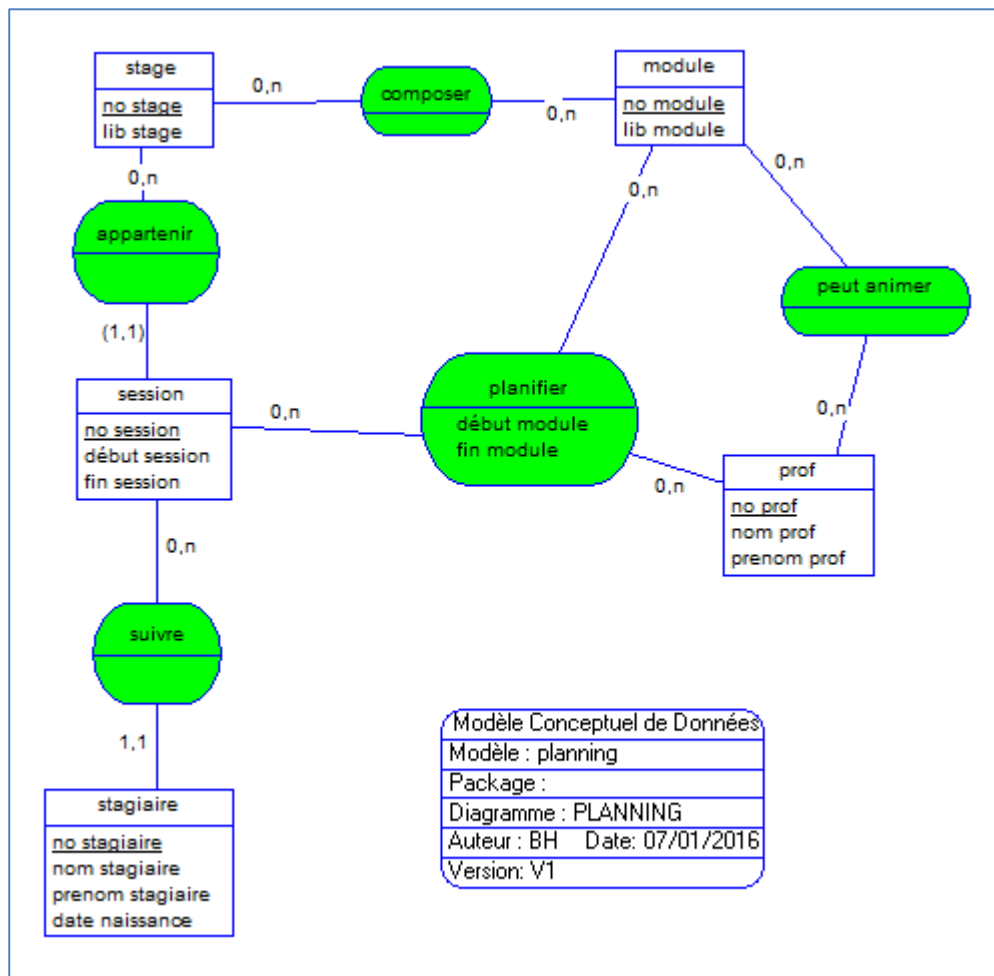 stage
no stage
lib stage
0,n
composer
0,n
module
no module
lib module
0,n
appartenir
(1,1)
0,n
0,n
peut animer
0,n
session
no session
début session
fin session
0,n
planifier
début module
fin module
0,n
prof
no prof
nom prof
prenom prof
0,n
suivre
1,1
stagiaire
no stagiaire
nom stagiaire
prenom stagiaire
date naissance
Modèle Conceptuel de Données
Modèle : planning
Package :
Diagramme : PLANNING
Auteur : BH Date: 07/01/2016
Version: V1